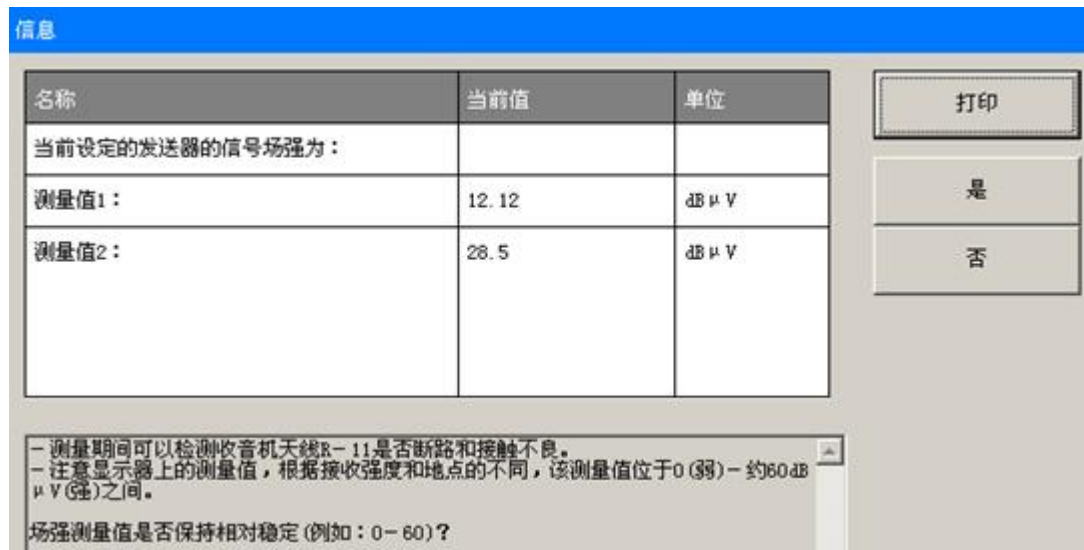 信息
名称 当前值 单位
打印
当前设定的发送器的信号场强为：
测量值1： 12.12 dBμV
是
测量值2： 28.5 dBμV
否
- 测量期间可以检测收音机天线R-11是否断路和接触不良。
- 注意显示器上的测量值，根据接收强度和地点的不同，该测量值位于0(弱)-约60dB
μV(强)之间。
场强测量值是否保持相对稳定(例如：0-60)?